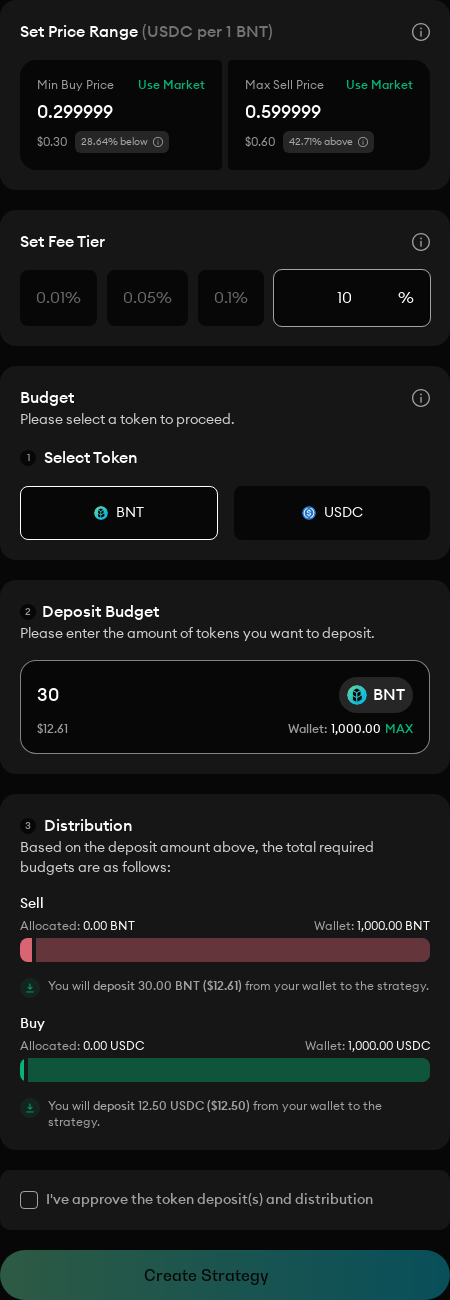 Set Price Range (USDC per 1 BNT)
Min Buy Price Use Market
0.299999
$0.30 28.64% below
Max Sell Price Use Market
0.599999
$0.60 42.71% above
Set Fee Tier
0.01% 0.05% 0.1% 10 %
Budget
Please select a token to proceed.
1 Select Token
BNT USDC
2 Deposit Budget
Please enter the amount of tokens you want to deposit.
30 BNT
$12.61 Wallet: 1,000.00 MAX
3 Distribution
Based on the deposit amount above, the total required
budgets are as follows:
Sell
Allocated: 0.00 BNT Wallet: 1,000.00 BNT
You will deposit 30.00 BNT ($12.61) from your wallet to the strategy.
Buy
Allocated: 0.00 USDC Wallet: 1,000.00 USDC
You will deposit 12.50 USDC ($12.50) from your wallet to the
strategy.
I've approve the token deposit(s) and distribution
Create Strategy